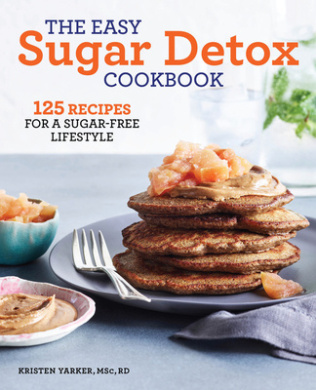 THE EASY
Sugar Detox
COOKBOOK
125 RECIPES
FOR A SUGAR-FREE
LIFESTYLE
KRISTEN YARKER, MSc, RD